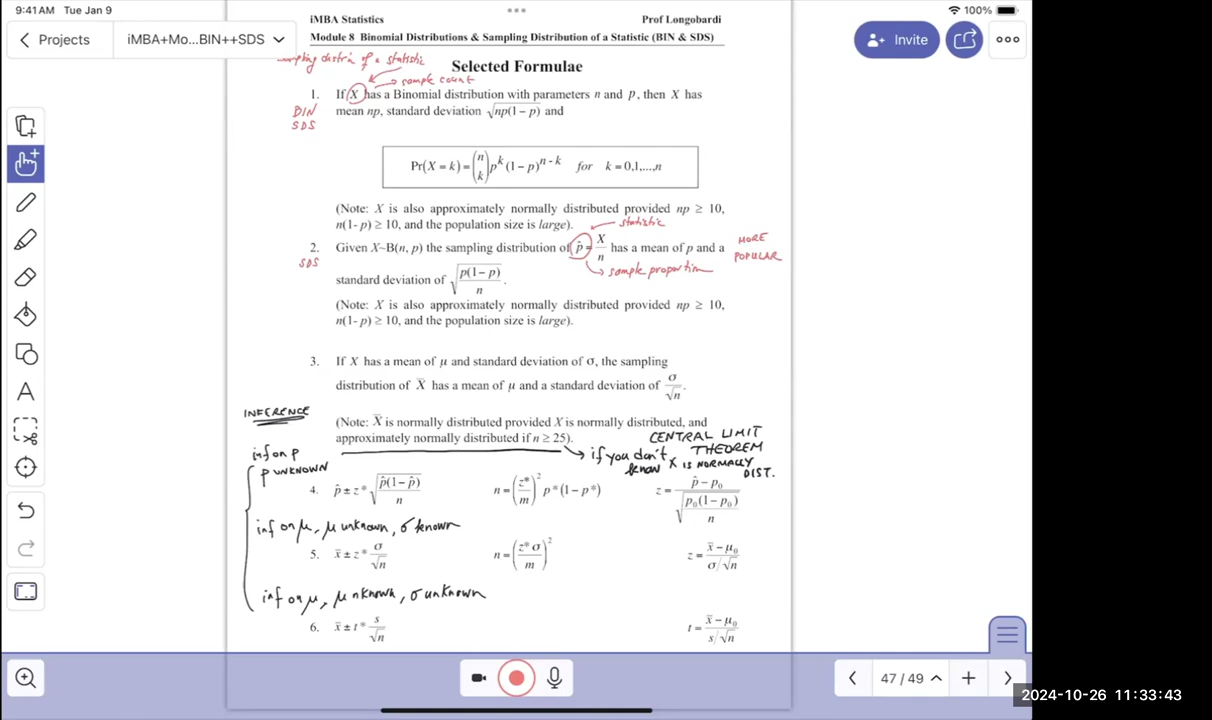 9:41 AM Tue Jan 9
100%
Projects
iMBA+Mo...BIN++SDS
Invite
iMBA Statistics Prof Longobardi
Module 8 Binomial Distributions & Sampling Distribution of a Statistic (BIN & SDS)
of a statistic
Selected Formulae
→ sample count
1. If X has a Binomial distribution with parameters n and p, then X has
BIN
SDS
mean np, standard deviation √np(1-p) and
Pr(X = k) = (n k) p^k (1-p)^n-k for k = 0,1,...,n
(Note: X is also approximately normally distributed provided np ≥ 10,
n(1-p) ≥ 10, and the population size is large).
statistic
2. Given X~B(n, p) the sampling distribution of p̂ = X/n has a mean of p and a
SDS
MORE
POPULAR
→ sample proportion
standard deviation of √p(1-p)/n.
(Note: X is also approximately normally distributed provided np ≥ 10,
n(1-p) ≥ 10, and the population size is large).
3. If X has a mean of μ and standard deviation of σ, the sampling
distribution of X̄ has a mean of μ and a standard deviation of σ/√n.
INFERENCE
(Note: X̄ is normally distributed provided X is normally distributed, and
approximately normally distributed if n ≥ 25).
CENTRAL LIMIT
THEOREM
→ if you don't
know X IS NORMALLY
DIST.
inf on p
p UNKNOWN
4. p̂ ± z* √p̂(1-p̂)/n n = (z*/m)² p*(1-p*) z = p̂ - p₀ / √p₀(1-p₀)/n
inf on μ, μ unknown, σ known
5. x̄ ± z* σ/√n n = (z*σ/m)² z = x̄ - μ₀ / σ/√n
inf on μ, μ nknown, σ unknown
6. x̄ ± t* s/√n t = x̄ - μ₀ / s/√n
47 / 49
2024-10-26 11:33:43